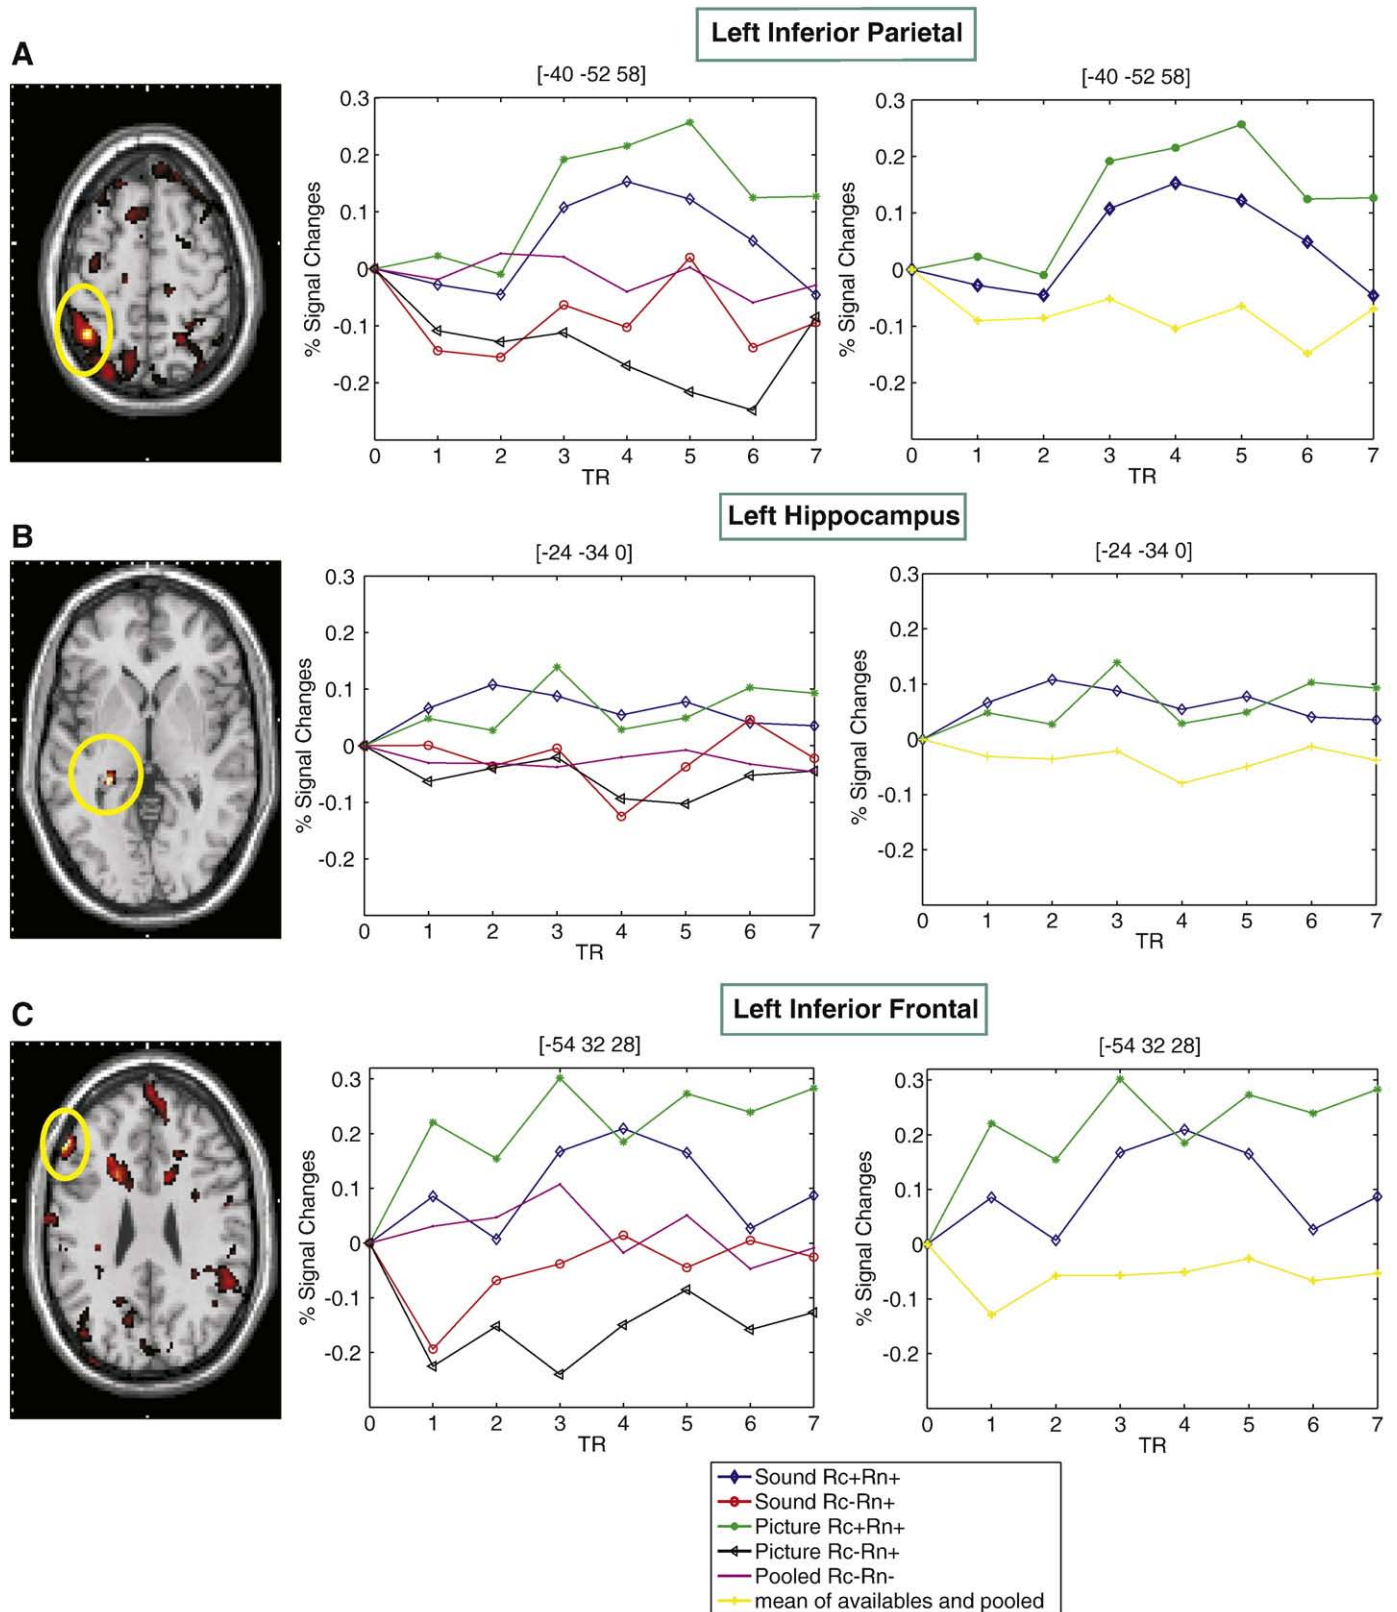 A
Left Inferior Parietal
[-40 -52 58]
[-40 -52 58]
0.3
0.2
0.1
0
-0.1
-0.2
% Signal Changes
0 1 2 3 4 5 6 7
TR
0.3
0.2
0.1
0
-0.1
-0.2
% Signal Changes
0 1 2 3 4 5 6 7
TR
B
Left Hippocampus
[-24 -34 0]
[-24 -34 0]
0.3
0.2
0.1
0
-0.1
-0.2
% Signal Changes
0 1 2 3 4 5 6 7
TR
0.3
0.2
0.1
0
-0.1
-0.2
% Signal Changes
0 1 2 3 4 5 6 7
TR
C
Left Inferior Frontal
[-54 32 28]
[-54 32 28]
0.3
0.2
0.1
0
-0.1
-0.2
% Signal Changes
0 1 2 3 4 5 6 7
TR
0.3
0.2
0.1
0
-0.1
-0.2
% Signal Changes
0 1 2 3 4 5 6 7
TR
Sound Rc+Rn+
Sound Rc-Rn+
Picture Rc+Rn+
Picture Rc-Rn+
Pooled Rc-Rn-
mean of availables and pooled